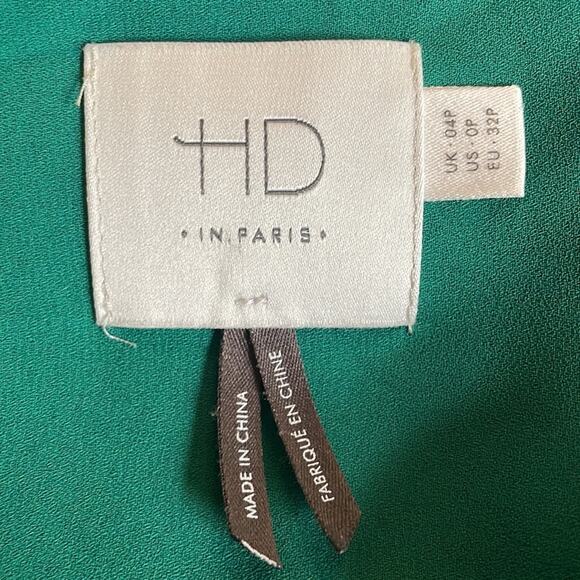 HD
• IN.PARIS •
UK · 04P
US · 0P
EU · 32P
MADE IN CHINA
FABRIQUÉ EN CHINE